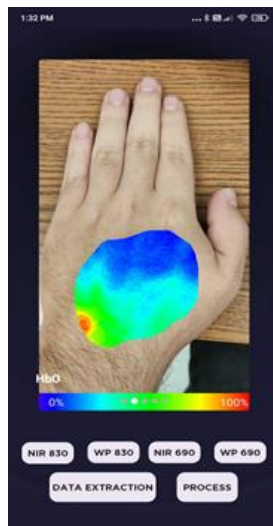 1:32 PM
HbO
0% 100%
NIR 830 WP 830 NIR 690 WP 690
DATA EXTRACTION PROCESS